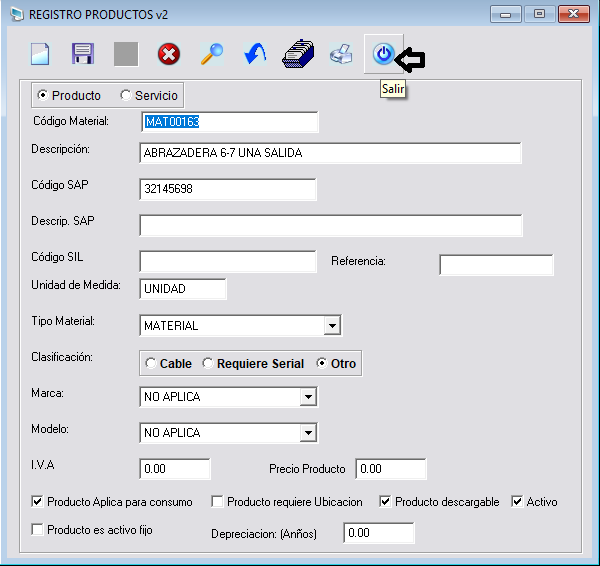 REGISTRO PRODUCTOS v2
Salir
Producto Servicio
Código Material: MAT00163
Descripción: ABRAZADERA 6-7 UNA SALIDA
Código SAP 32145698
Descrip. SAP
Código SIL Referencia:
Unidad de Medida: UNIDAD
Tipo Material: MATERIAL
Clasificación: Cable Requiere Serial Otro
Marca: NO APLICA
Modelo: NO APLICA
I.V.A 0.00 Precio Producto 0.00
Producto Aplica para consumo Producto requiere Ubicacion Producto descargable Activo
Producto es activo fijo Depreciacion: (Anños) 0.00